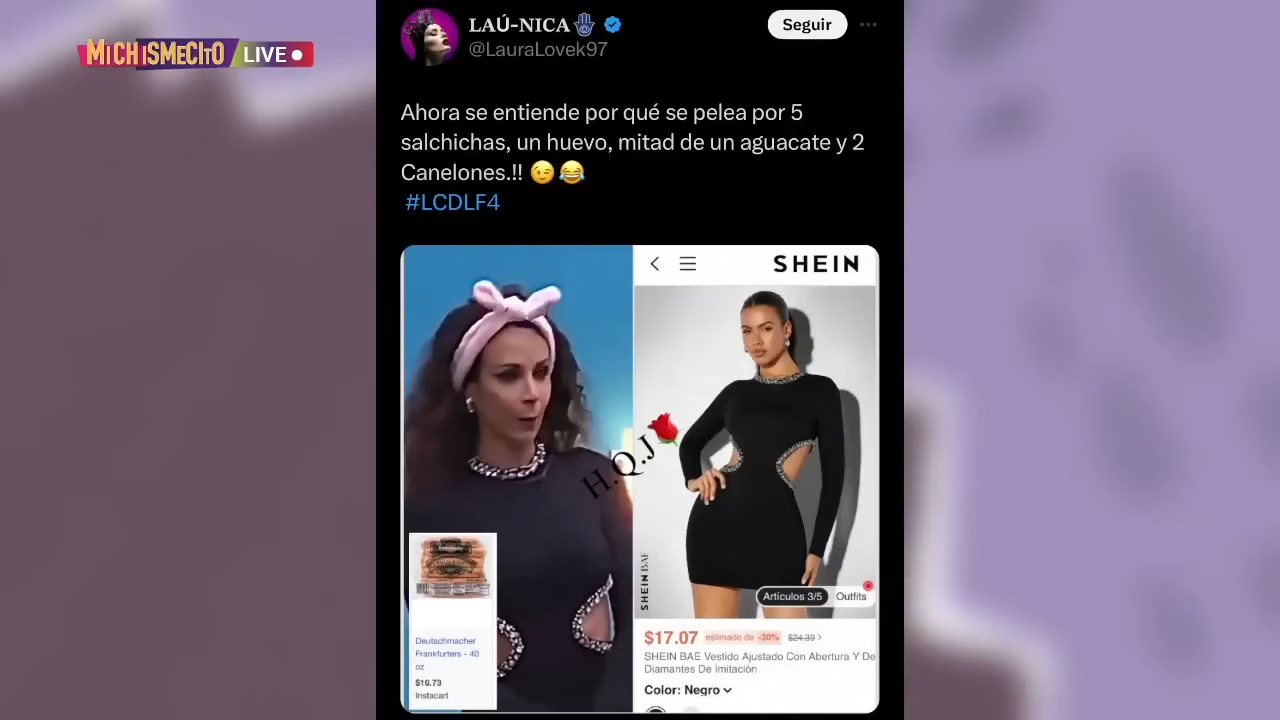 MICHISMECITO LIVE
LAÚ-NICA
@LauraLovek97
Seguir
Ahora se entiende por qué se pelea por 5
salchichas, un huevo, mitad de un aguacate y 2
Canelones.!! 😉😂
#LCDLF4
SHEIN
H.Q.J🌹
SHEIN BAE
Artículos 3/5
Outfits
Deutschmacher
Frankfurters - 40
oz
$16.73
Instacart
$17.07 estimado de -30% $24.39 >
SHEIN BAE Vestido Ajustado Con Abertura Y De
Diamantes De Imitación
Color: Negro